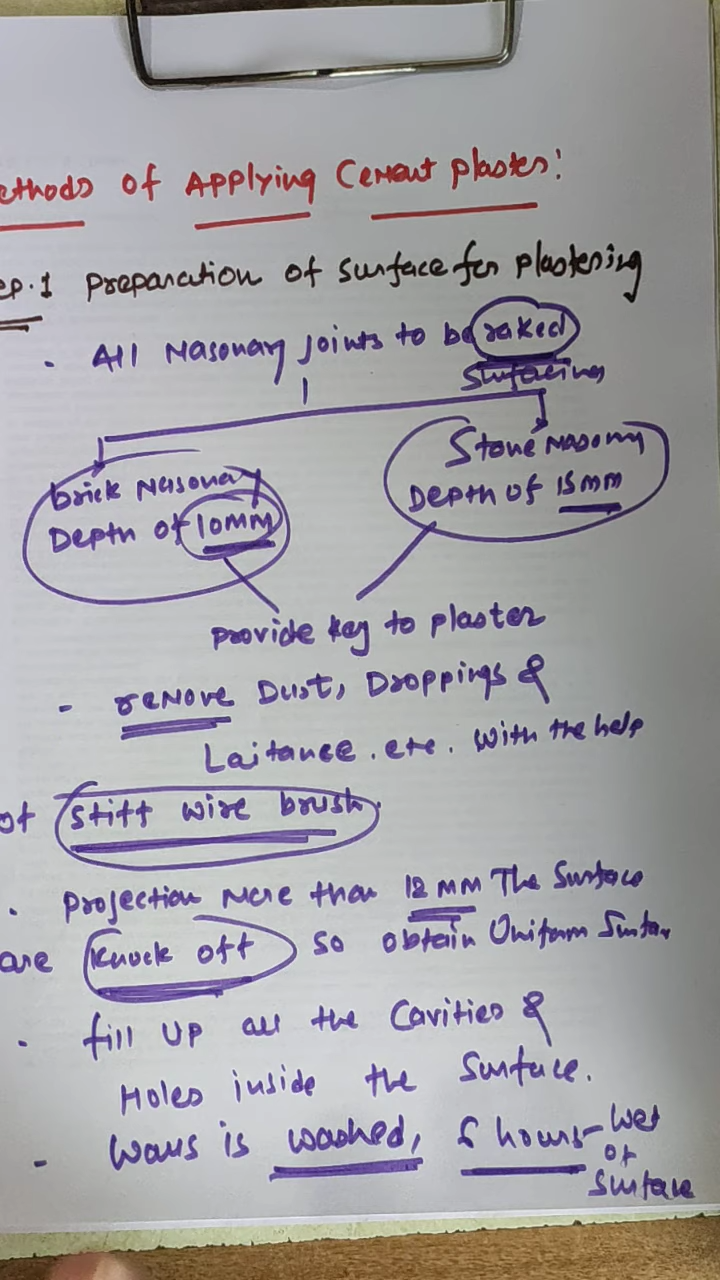 ethods of Applying Cement plaster:
ep.1 preparation of surface for plastering
. All Masonary joints to be raked
surfacing
brick Masonary
Depth of 10MM
Stone Masonry
Depth of 15MM
provide key to plaster
- remove Dust, Droppings &
Laitance. etc. with the help
of stiff wire brush.
. projection more than 12 MM The Surface
are knock off so obtain Uniform Surfac
. fill up all the Cavities &
Holes inside the Surface.
- Walls is washed, 6 hours - Wet
of
Surface